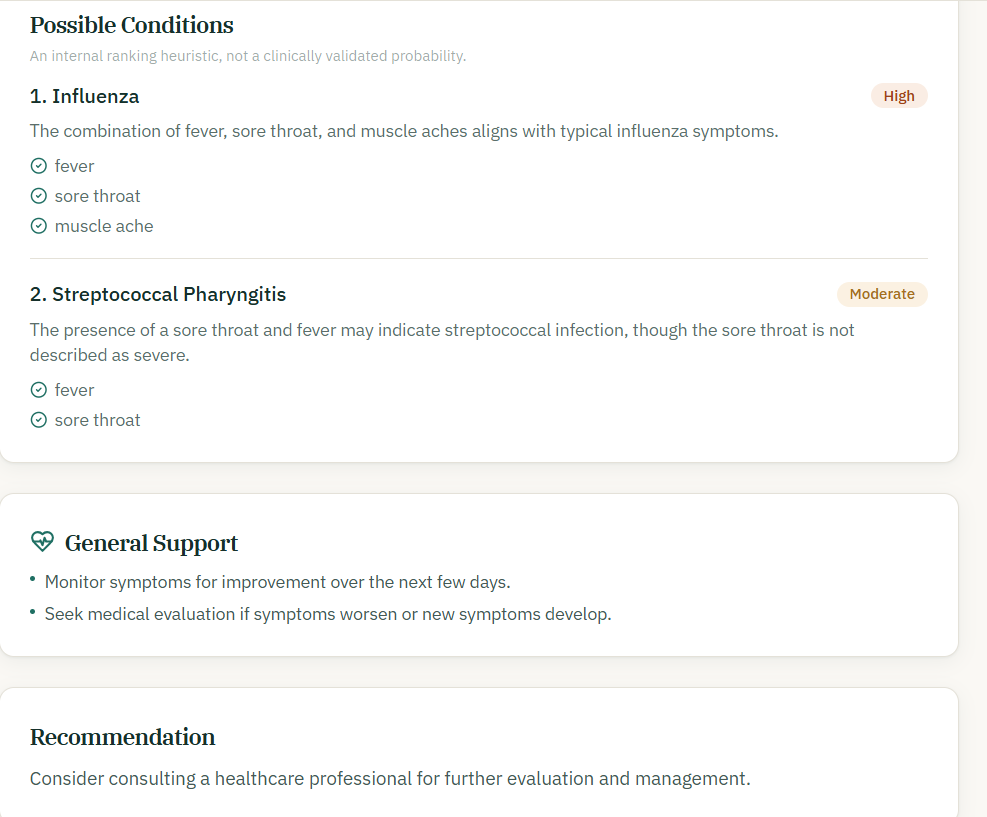 Possible Conditions
An internal ranking heuristic, not a clinically validated probability.
1. Influenza
High
The combination of fever, sore throat, and muscle aches aligns with typical influenza symptoms.
fever
sore throat
muscle ache
2. Streptococcal Pharyngitis
Moderate
The presence of a sore throat and fever may indicate streptococcal infection, though the sore throat is not
described as severe.
fever
sore throat
General Support
• Monitor symptoms for improvement over the next few days.
• Seek medical evaluation if symptoms worsen or new symptoms develop.
Recommendation
Consider consulting a healthcare professional for further evaluation and management.